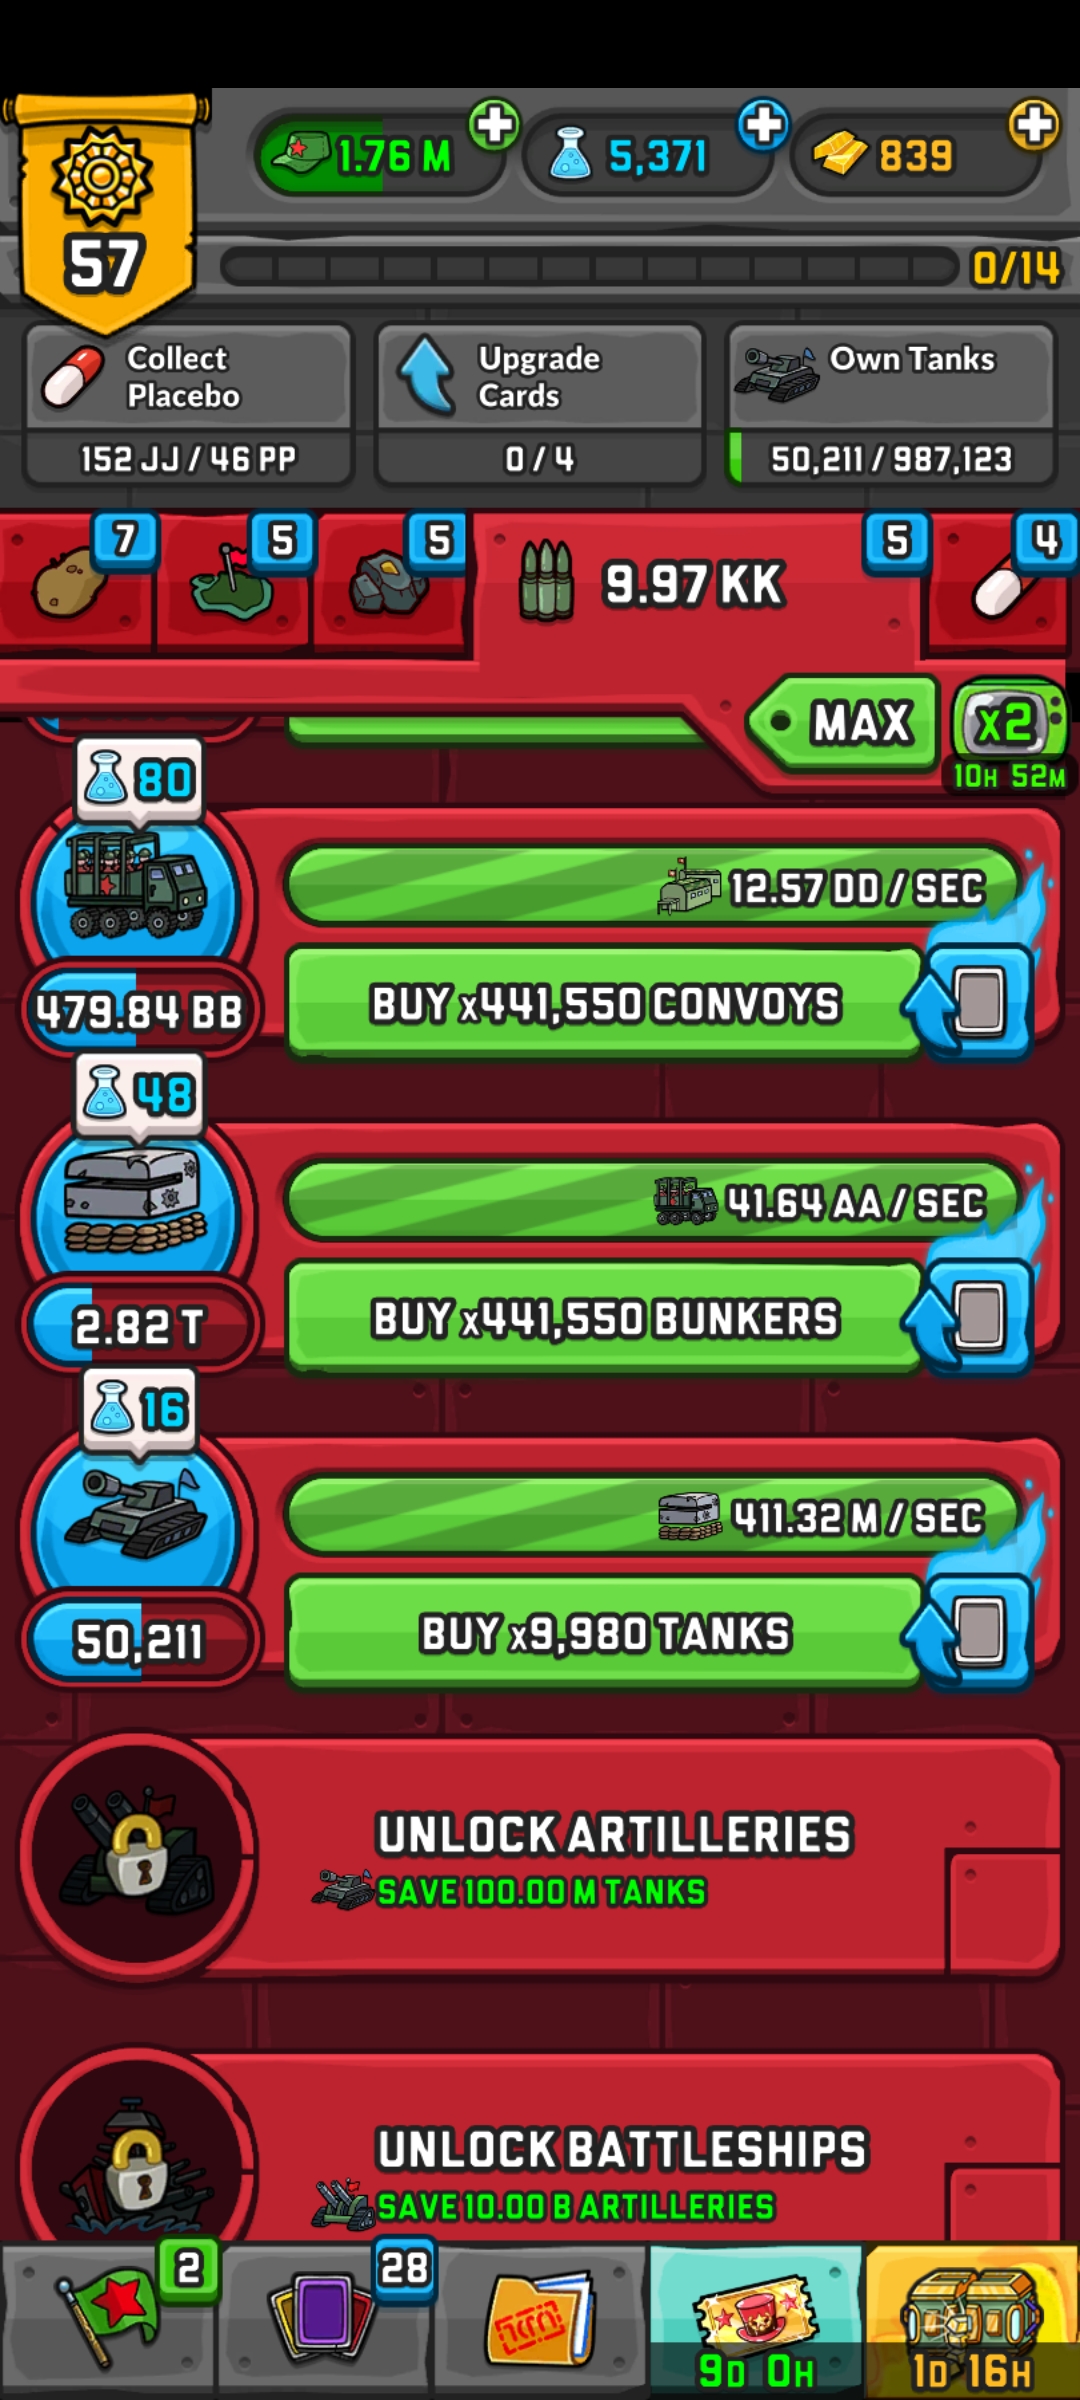 1.76 M
5,371
839
57
0/14
Collect Placebo
152 JJ / 46 PP
Upgrade Cards
0 / 4
Own Tanks
50,211 / 987,123
7
5
5
9.97 KK
5
4
MAX
x2
10H 52M
80
12.57 DD / SEC
479.84 BB
BUY x441,550 CONVOYS
48
41.64 AA / SEC
2.82 T
BUY x441,550 BUNKERS
16
411.32 M / SEC
50,211
BUY x9,980 TANKS
UNLOCK ARTILLERIES
SAVE 100.00 M TANKS
UNLOCK BATTLESHIPS
SAVE 10.00 B ARTILLERIES
2
28
9D 0H
1D 16H